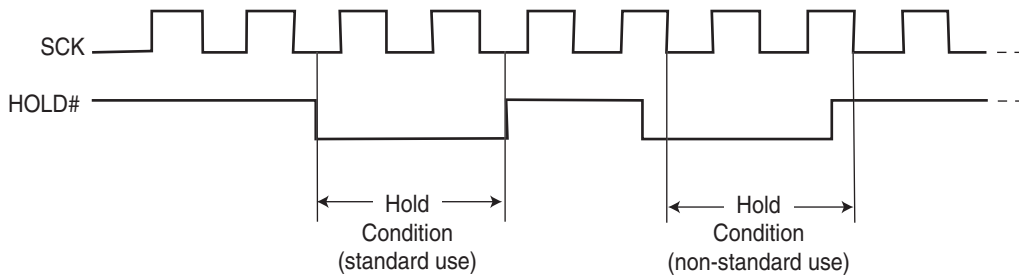 SCK
HOLD#
Hold
Condition
(standard use)
Hold
Condition
(non-standard use)